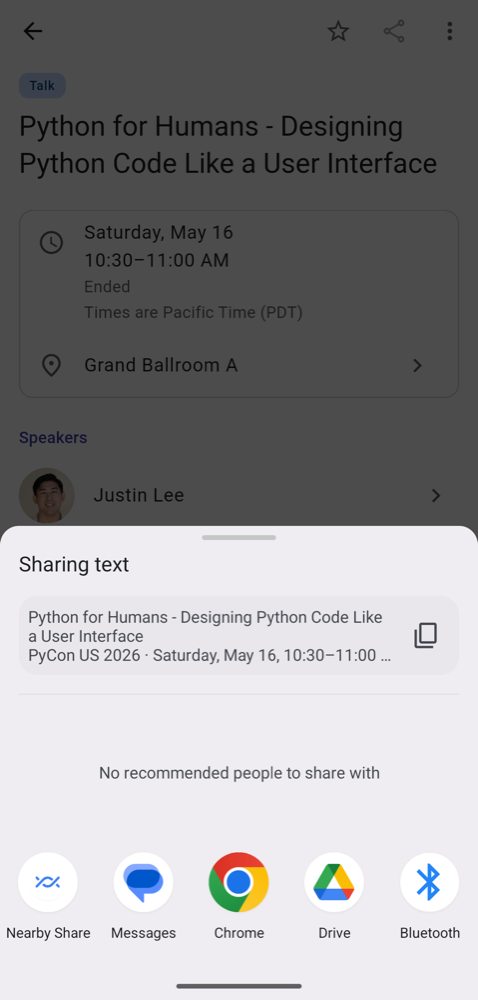 Talk
Python for Humans - Designing
Python Code Like a User Interface
Saturday, May 16
10:30–11:00 AM
Ended
Times are Pacific Time (PDT)
Grand Ballroom A
Speakers
Justin Lee
Sharing text
Python for Humans - Designing Python Code Like
a User Interface
PyCon US 2026 · Saturday, May 16, 10:30–11:00 ...
No recommended people to share with
Nearby Share
Messages
Chrome
Drive
Bluetooth